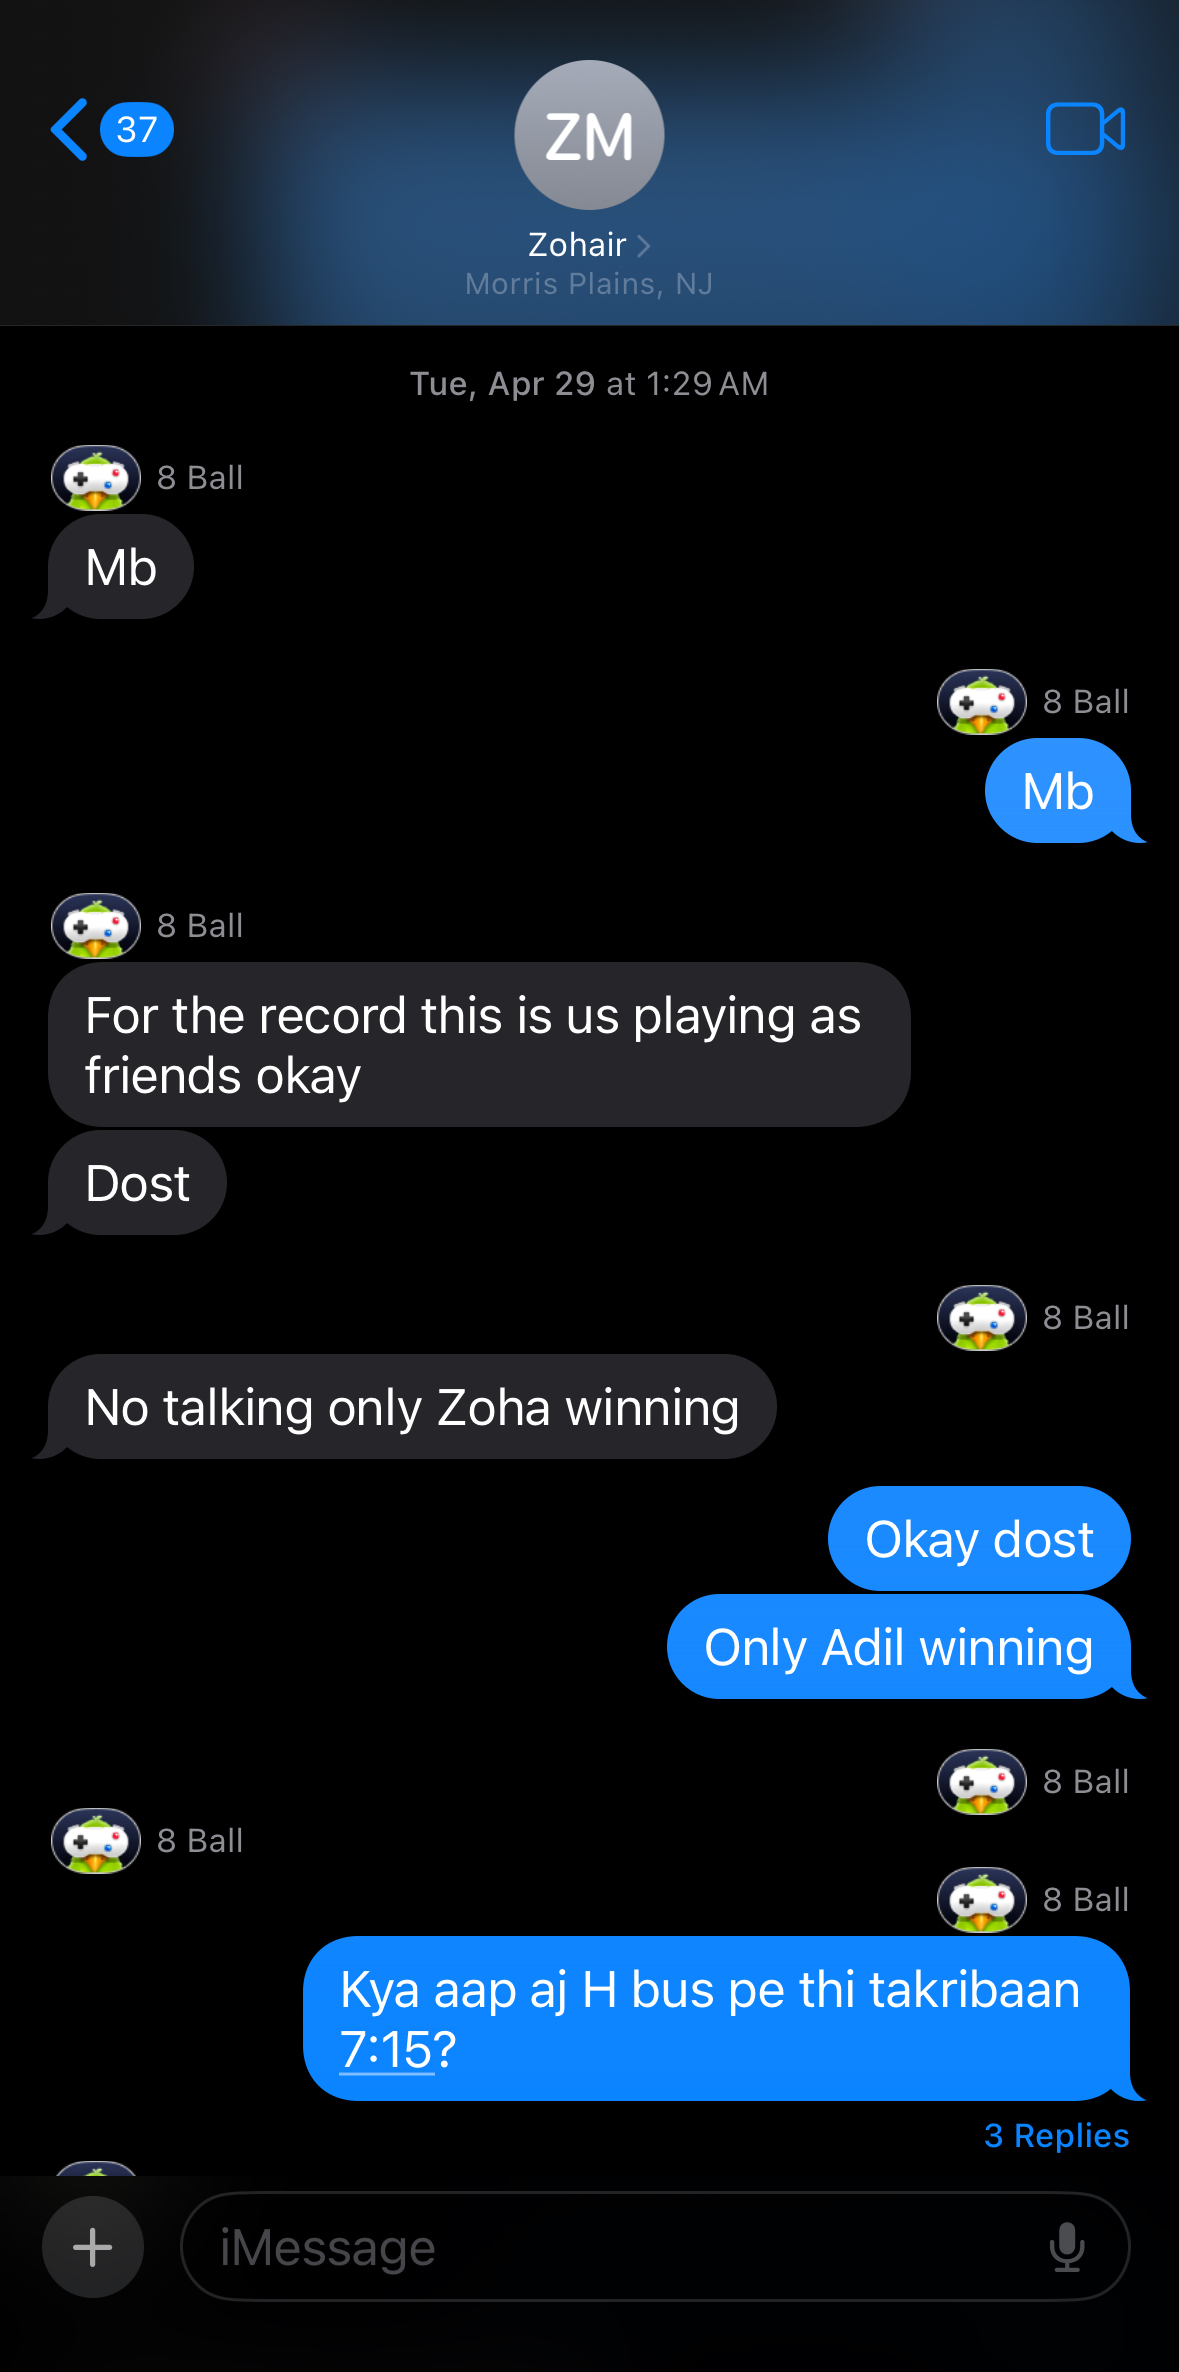 37
ZM
Zohair
Morris Plains, NJ
Tue, Apr 29 at 1:29 AM
8 Ball
Mb
8 Ball
Mb
8 Ball
For the record this is us playing as
friends okay
Dost
8 Ball
No talking only Zoha winning
Okay dost
Only Adil winning
8 Ball
8 Ball
8 Ball
Kya aap aj H bus pe thi takribaan
7:15?
3 Replies
iMessage